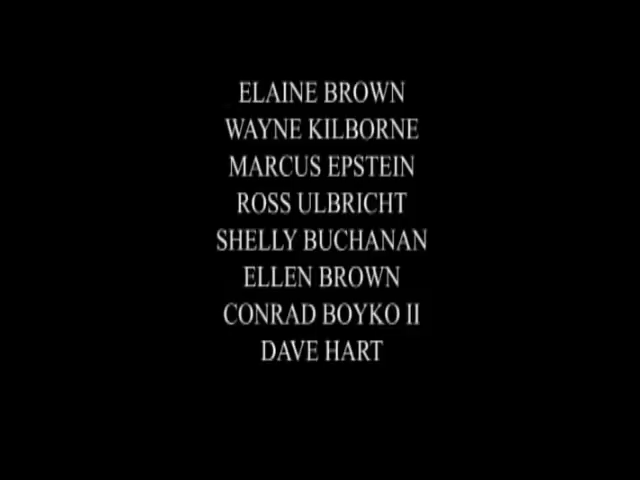 ELAINE BROWN
WAYNE KILBORNE
MARCUS EPSTEIN
ROSS ULBRICHT
SHELLY BUCHANAN
ELLEN BROWN
CONRAD BOYKO II
DAVE HART